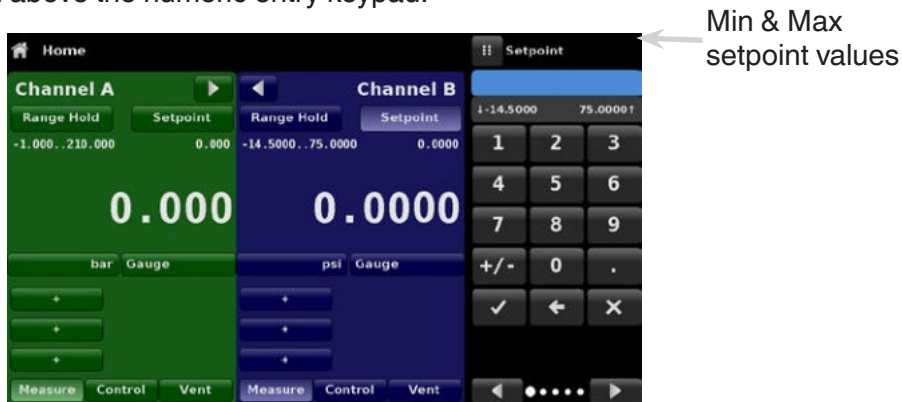 above the numeric entry keypad.
Min & Max
setpoint values
Home
Setpoint
Channel A
Channel B
Range Hold Setpoint
Range Hold Setpoint
-1.000..210.000 0.000
-14.5000..75.0000 0.0000
0.000
0.0000
bar Gauge
psi Gauge
+
+
+
+
+
+
Measure Control Vent
Measure Control Vent
↓-14.5000 75.0000↑
1 2 3
4 5 6
7 8 9
+/- 0 .